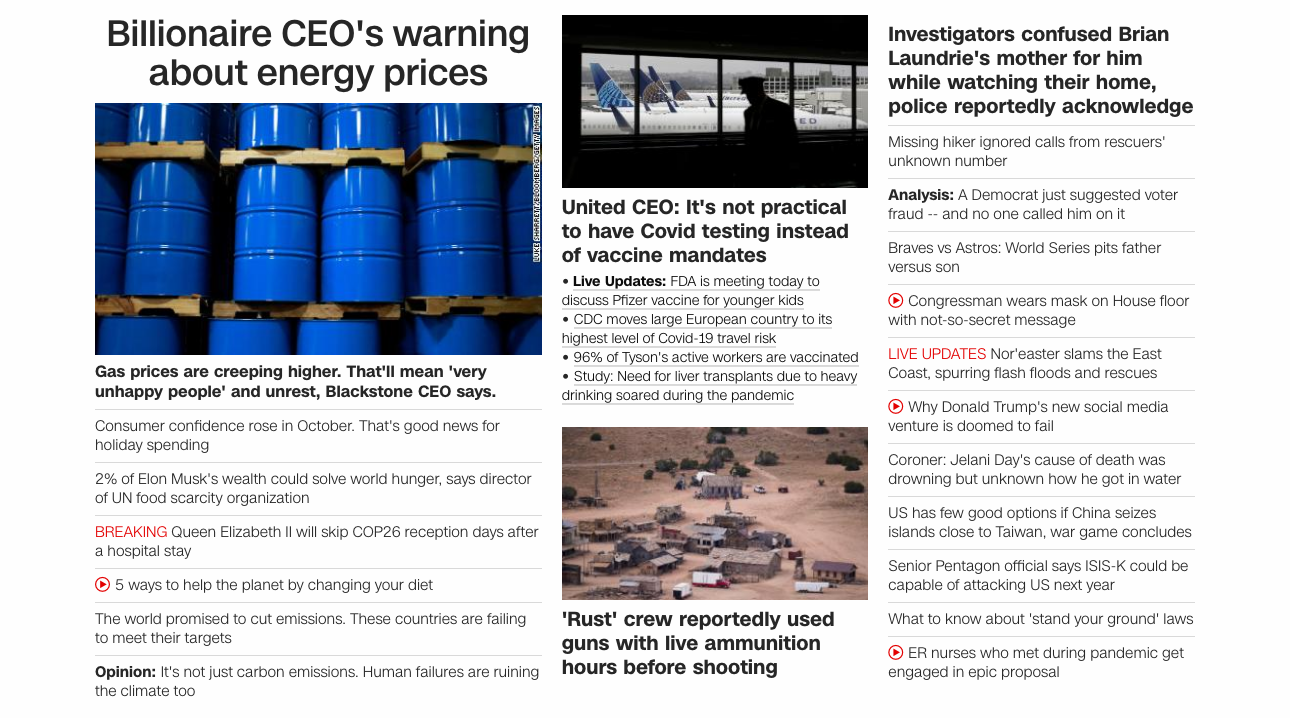 Billionaire CEO's warning
about energy prices
LUKE SHARRETT/BLOOMBERG/GETTY IMAGES
Gas prices are creeping higher. That'll mean 'very
unhappy people' and unrest, Blackstone CEO says.
Consumer confidence rose in October. That's good news for
holiday spending
2% of Elon Musk's wealth could solve world hunger, says director
of UN food scarcity organization
BREAKING Queen Elizabeth II will skip COP26 reception days after
a hospital stay
5 ways to help the planet by changing your diet
The world promised to cut emissions. These countries are failing
to meet their targets
Opinion: It's not just carbon emissions. Human failures are ruining
the climate too
United CEO: It's not practical
to have Covid testing instead
of vaccine mandates
• Live Updates: FDA is meeting today to
discuss Pfizer vaccine for younger kids
• CDC moves large European country to its
highest level of Covid-19 travel risk
• 96% of Tyson's active workers are vaccinated
• Study: Need for liver transplants due to heavy
drinking soared during the pandemic
'Rust' crew reportedly used
guns with live ammunition
hours before shooting
Investigators confused Brian
Laundrie's mother for him
while watching their home,
police reportedly acknowledge
Missing hiker ignored calls from rescuers'
unknown number
Analysis: A Democrat just suggested voter
fraud -- and no one called him on it
Braves vs Astros: World Series pits father
versus son
Congressman wears mask on House floor
with not-so-secret message
LIVE UPDATES Nor'easter slams the East
Coast, spurring flash floods and rescues
Why Donald Trump's new social media
venture is doomed to fail
Coroner: Jelani Day's cause of death was
drowning but unknown how he got in water
US has few good options if China seizes
islands close to Taiwan, war game concludes
Senior Pentagon official says ISIS-K could be
capable of attacking US next year
What to know about 'stand your ground' laws
ER nurses who met during pandemic get
engaged in epic proposal